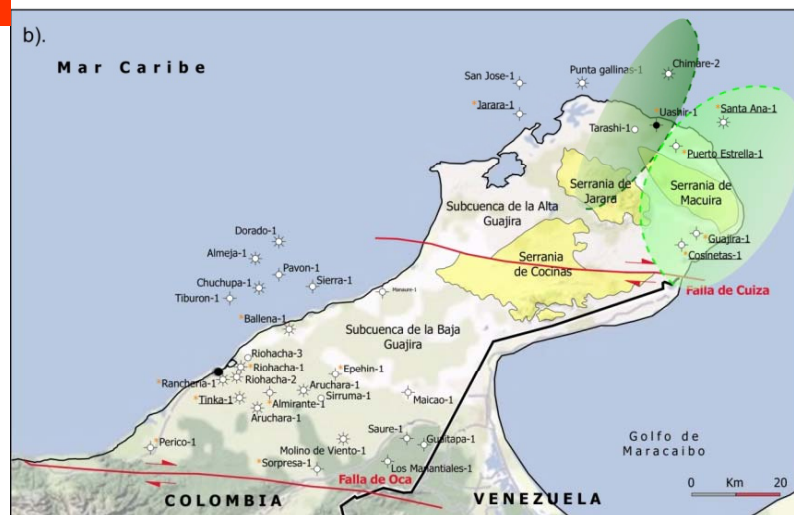 b).
Mar Caribe
San Jose-1
Punta gallinas-1
Chimare-2
Jarara-1
Uashir-1
Santa Ana-1
Tarashi-1
Puerto Estrella-1
Serrania de
Jarara
Serrania de
Macuira
Subcuenca de la Alta
Guajira
Dorado-1
Guajira-1
Almeja-1
Serrania
de Cocinas
Cosinetas-1
Pavon-1
Chuchupa-1
Sierra-1
Manaure-1
Falla de Cuiza
Tiburon-1
Ballena-1
Subcuenca de la Baja
Guajira
Riohacha-3
Riohacha-1
Epehin-1
Rancheria-1
Riohacha-2
Aruchara-1
Tinka-1
Almirante-1
Sirruma-1
Maicao-1
Aruchara-1
Saure-1
Perico-1
Molino de Viento-1
Guaitapa-1
Golfo de
Maracaibo
Sorpresa-1
Los Manantiales-1
Falla de Oca
COLOMBIA
VENEZUELA
0 Km 20